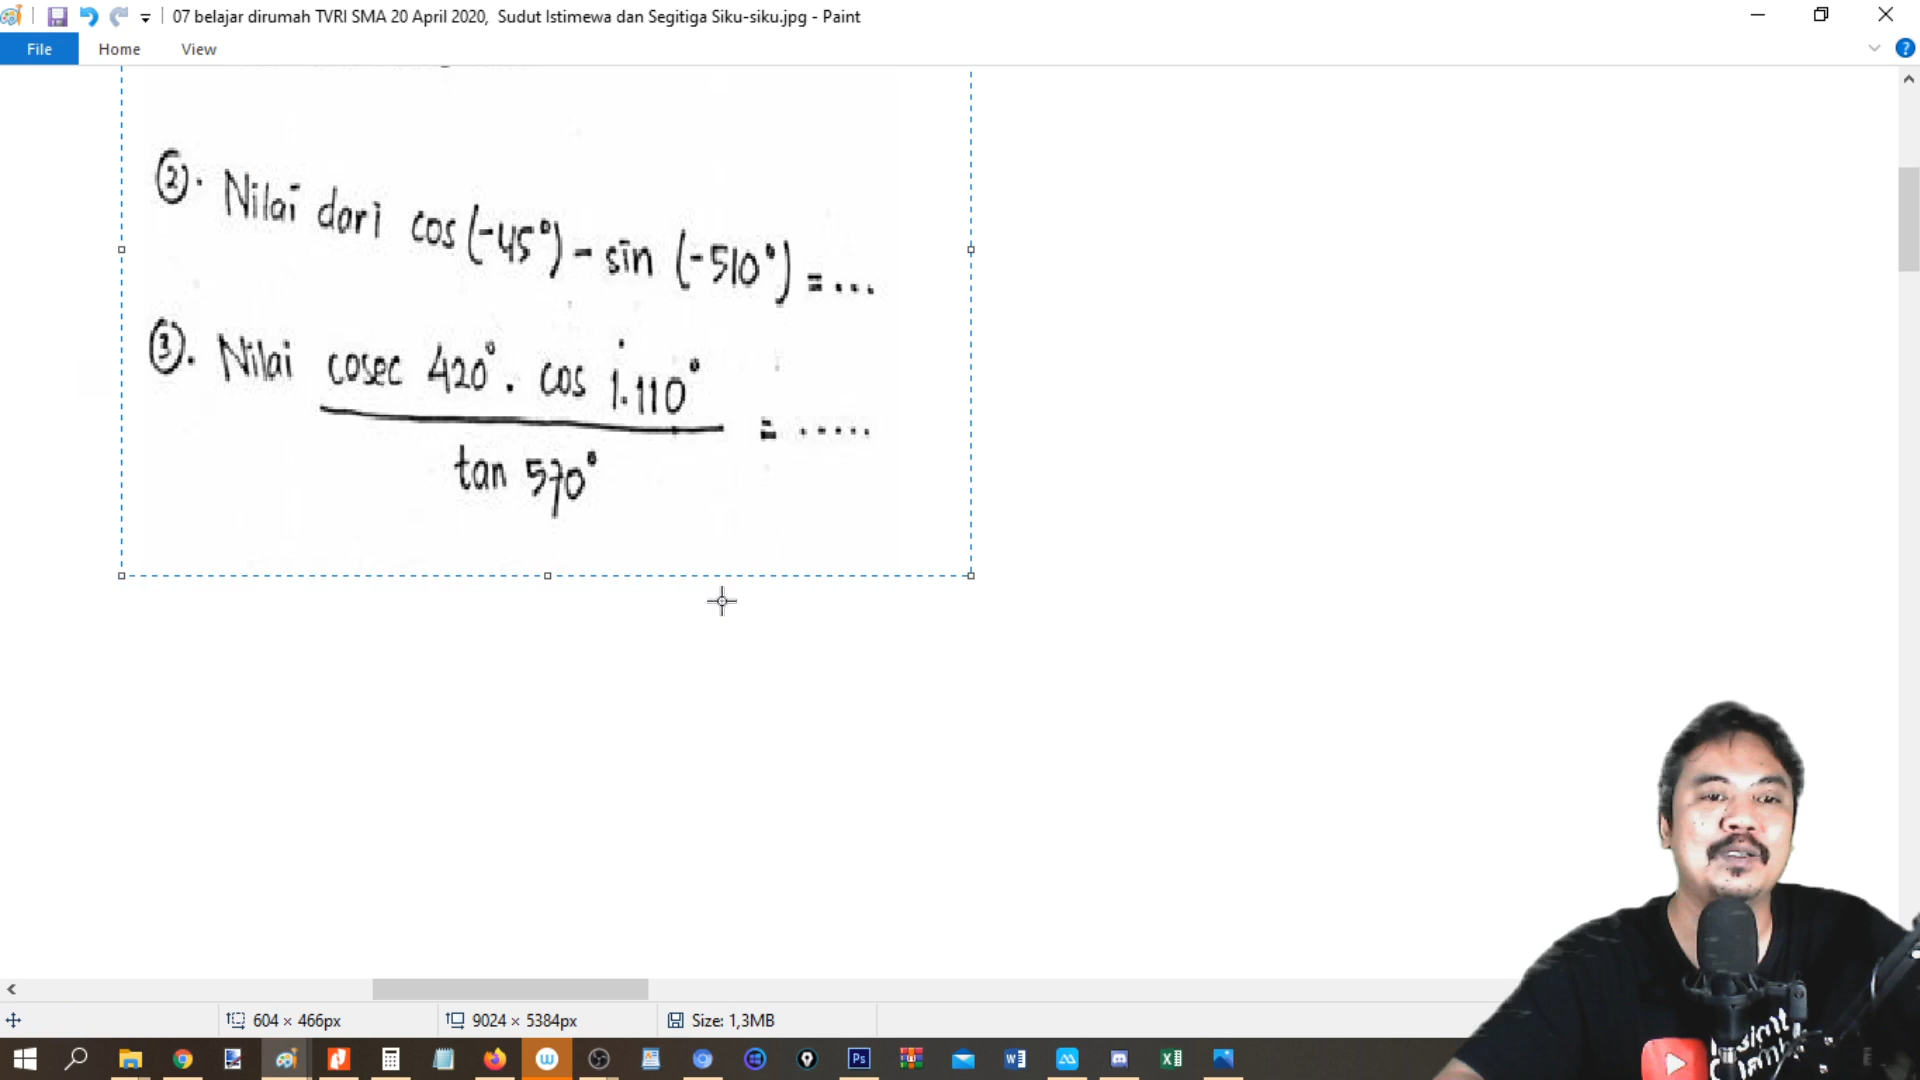 07 belajar dirumah TVRI SMA 20 April 2020, Sudut Istimewa dan Segitiga Siku-siku.jpg - Paint
File Home View
②. Nilai dari cos(-45°) - sin (-510°) = ...
③. Nilai cosec 420° . cos 1.110°
= .....
tan 570°
604 × 466px
9024 × 5384px
Size: 1,3MB